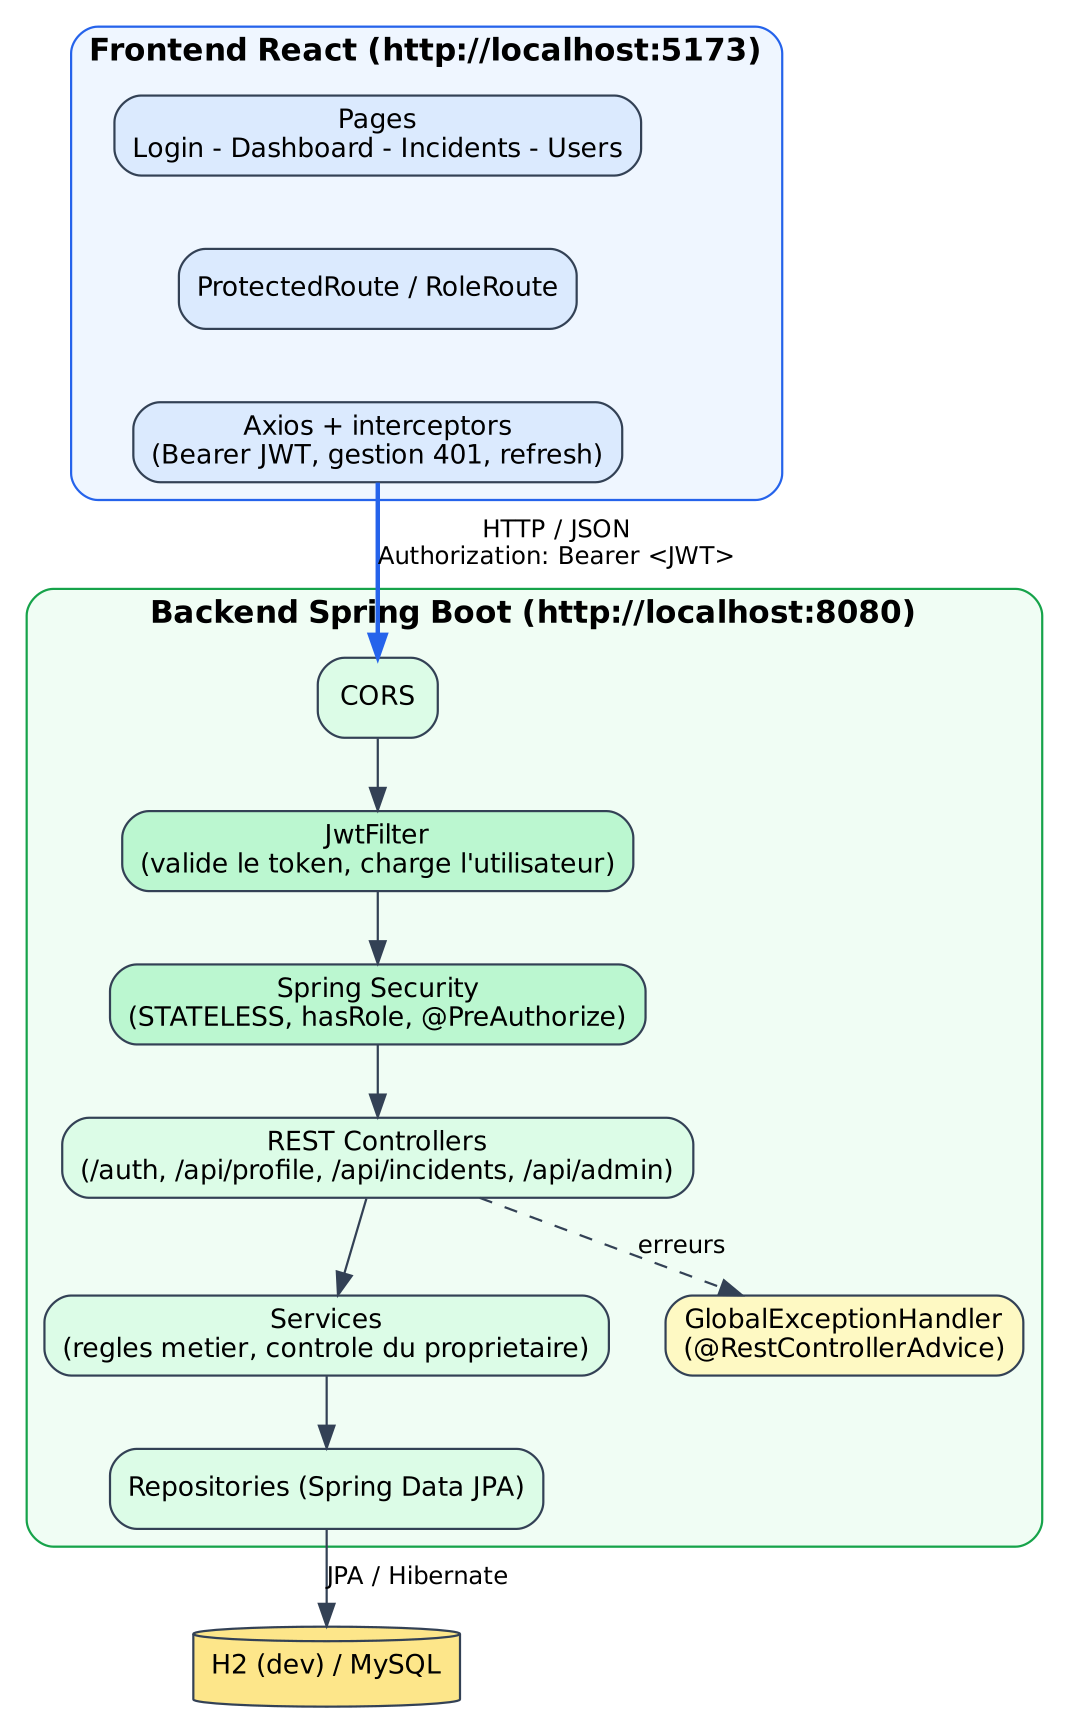 Frontend React (http://localhost:5173)
Pages
Login - Dashboard - Incidents - Users
ProtectedRoute / RoleRoute
Axios + interceptors
(Bearer JWT, gestion 401, refresh)
HTTP / JSON
Authorization: Bearer <JWT>
Backend Spring Boot (http://localhost:8080)
CORS
JwtFilter
(valide le token, charge l'utilisateur)
Spring Security
(STATELESS, hasRole, @PreAuthorize)
REST Controllers
(/auth, /api/profile, /api/incidents, /api/admin)
erreurs
Services
(regles metier, controle du proprietaire)
GlobalExceptionHandler
(@RestControllerAdvice)
Repositories (Spring Data JPA)
JPA / Hibernate
H2 (dev) / MySQL